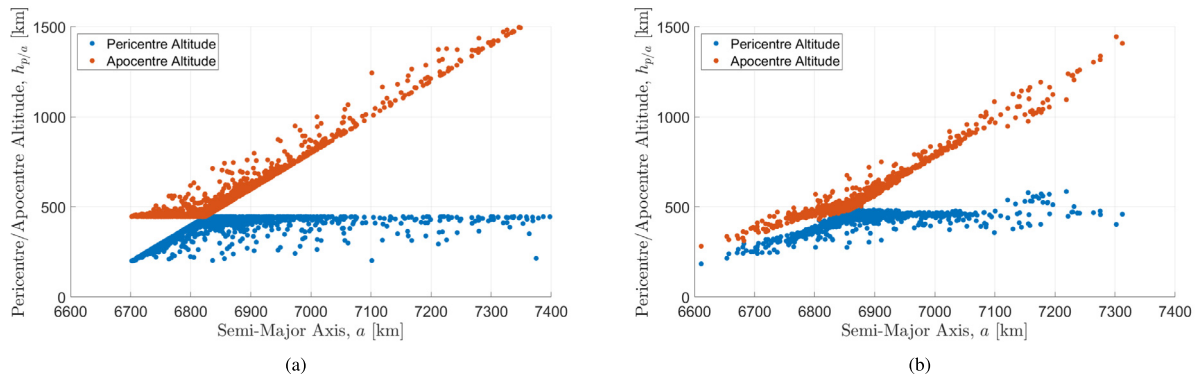 Pericentre/Apocentre Altitude, h_{p/a} [km]
1500
1000
500
0
Pericentre Altitude
Apocentre Altitude
6600 6700 6800 6900 7000 7100 7200 7300 7400
Semi-Major Axis, a [km]
(a)
Pericentre/Apocentre Altitude, h_{p/a} [km]
1500
1000
500
0
Pericentre Altitude
Apocentre Altitude
6600 6700 6800 6900 7000 7100 7200 7300 7400
Semi-Major Axis, a [km]
(b)